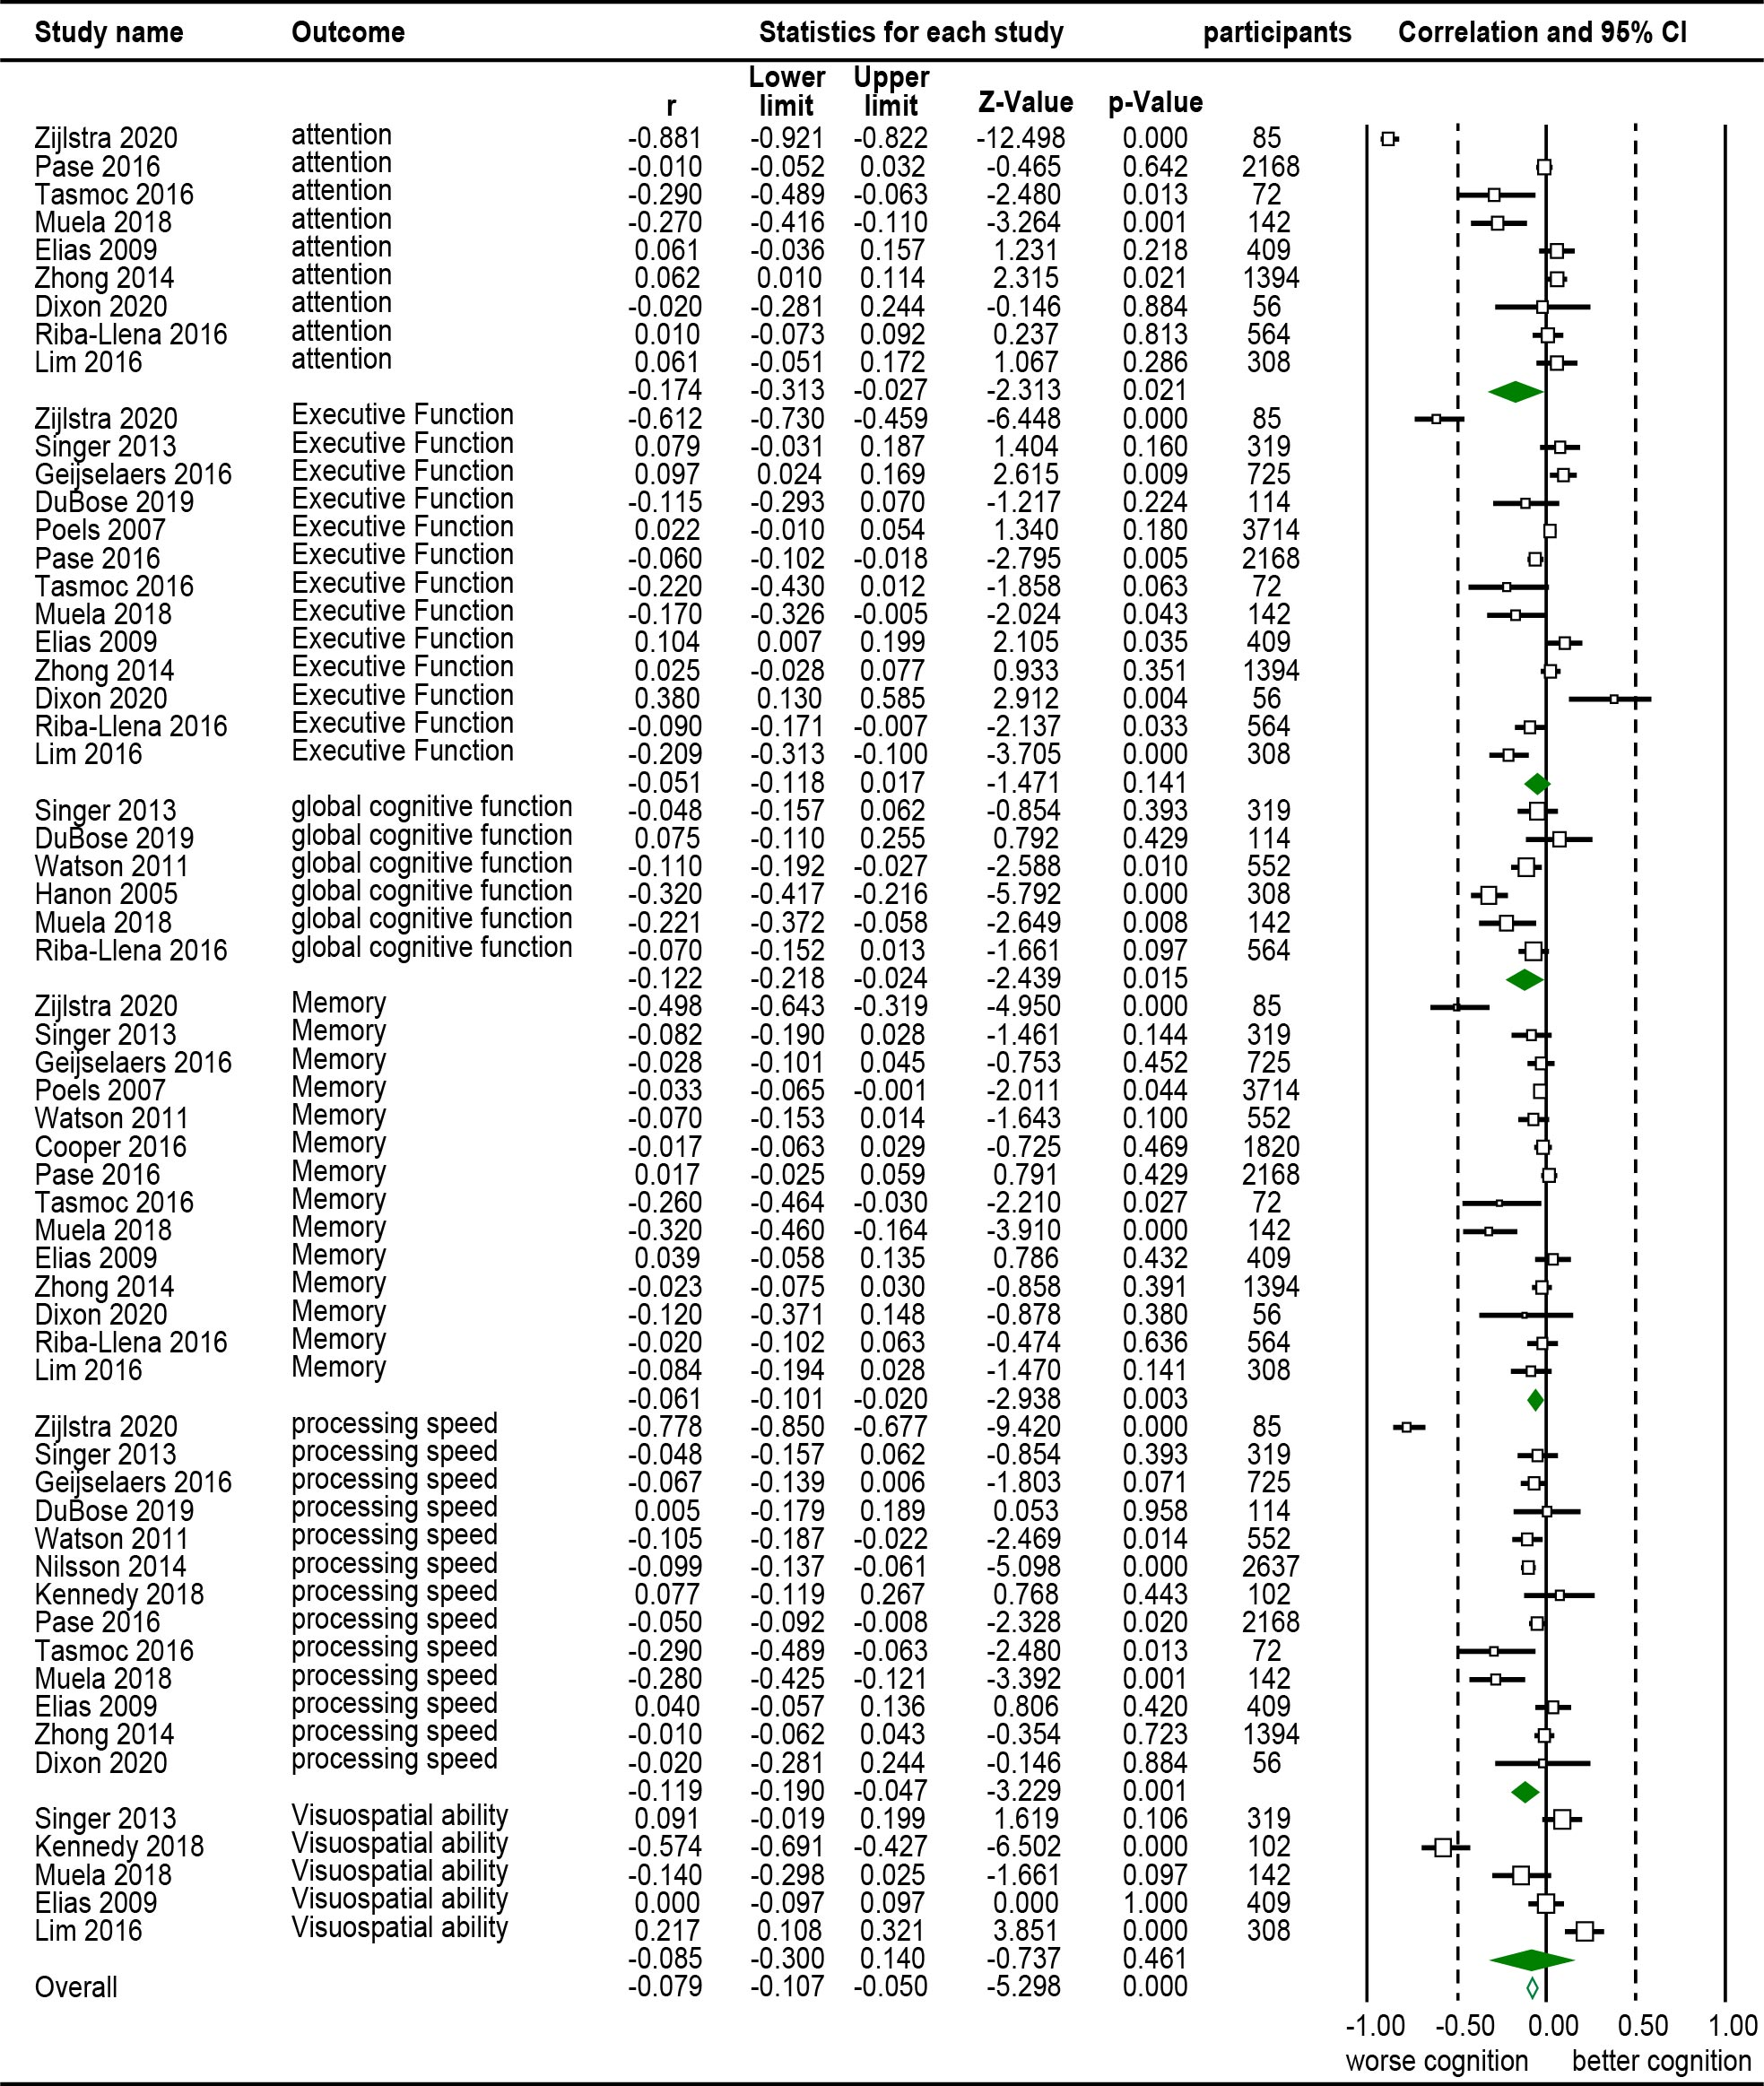 Study name Outcome Statistics for each study participants Correlation and 95% CI
r Lower limit Upper limit Z-Value p-Value
Zijlstra 2020 attention -0.881 -0.921 -0.822 -12.498 0.000 85
Pase 2016 attention -0.010 -0.052 0.032 -0.465 0.642 2168
Tasmoc 2016 attention -0.290 -0.489 -0.063 -2.480 0.013 72
Muela 2018 attention -0.270 -0.416 -0.110 -3.264 0.001 142
Elias 2009 attention 0.061 -0.036 0.157 1.231 0.218 409
Zhong 2014 attention 0.062 0.010 0.114 2.315 0.021 1394
Dixon 2020 attention -0.020 -0.281 0.244 -0.146 0.884 56
Riba-Llena 2016 attention 0.010 -0.073 0.092 0.237 0.813 564
Lim 2016 attention 0.061 -0.051 0.172 1.067 0.286 308
-0.174 -0.313 -0.027 -2.313 0.021
Zijlstra 2020 Executive Function -0.612 -0.730 -0.459 -6.448 0.000 85
Singer 2013 Executive Function 0.079 -0.031 0.187 1.404 0.160 319
Geijselaers 2016 Executive Function 0.097 0.024 0.169 2.615 0.009 725
DuBose 2019 Executive Function -0.115 -0.293 0.070 -1.217 0.224 114
Poels 2007 Executive Function 0.022 -0.010 0.054 1.340 0.180 3714
Pase 2016 Executive Function -0.060 -0.102 -0.018 -2.795 0.005 2168
Tasmoc 2016 Executive Function -0.220 -0.430 0.012 -1.858 0.063 72
Muela 2018 Executive Function -0.170 -0.326 -0.005 -2.024 0.043 142
Elias 2009 Executive Function 0.104 0.007 0.199 2.105 0.035 409
Zhong 2014 Executive Function 0.025 -0.028 0.077 0.933 0.351 1394
Dixon 2020 Executive Function 0.380 0.130 0.585 2.912 0.004 56
Riba-Llena 2016 Executive Function -0.090 -0.171 -0.007 -2.137 0.033 564
Lim 2016 Executive Function -0.209 -0.313 -0.100 -3.705 0.000 308
-0.051 -0.118 0.017 -1.471 0.141
Singer 2013 global cognitive function -0.048 -0.157 0.062 -0.854 0.393 319
DuBose 2019 global cognitive function 0.075 -0.110 0.255 0.792 0.429 114
Watson 2011 global cognitive function -0.110 -0.192 -0.027 -2.588 0.010 552
Hanon 2005 global cognitive function -0.320 -0.417 -0.216 -5.792 0.000 308
Muela 2018 global cognitive function -0.221 -0.372 -0.058 -2.649 0.008 142
Riba-Llena 2016 global cognitive function -0.070 -0.152 0.013 -1.661 0.097 564
-0.122 -0.218 -0.024 -2.439 0.015
Zijlstra 2020 Memory -0.498 -0.643 -0.319 -4.950 0.000 85
Singer 2013 Memory -0.082 -0.190 0.028 -1.461 0.144 319
Geijselaers 2016 Memory -0.028 -0.101 0.045 -0.753 0.452 725
Poels 2007 Memory -0.033 -0.065 -0.001 -2.011 0.044 3714
Watson 2011 Memory -0.070 -0.153 0.014 -1.643 0.100 552
Cooper 2016 Memory -0.017 -0.063 0.029 -0.725 0.469 1820
Pase 2016 Memory 0.017 -0.025 0.059 0.791 0.429 2168
Tasmoc 2016 Memory -0.260 -0.464 -0.030 -2.210 0.027 72
Muela 2018 Memory -0.320 -0.460 -0.164 -3.910 0.000 142
Elias 2009 Memory 0.039 -0.058 0.135 0.786 0.432 409
Zhong 2014 Memory -0.023 -0.075 0.030 -0.858 0.391 1394
Dixon 2020 Memory -0.120 -0.371 0.148 -0.878 0.380 56
Riba-Llena 2016 Memory -0.020 -0.102 0.063 -0.474 0.636 564
Lim 2016 Memory -0.084 -0.194 0.028 -1.470 0.141 308
-0.061 -0.101 -0.020 -2.938 0.003
Zijlstra 2020 processing speed -0.778 -0.850 -0.677 -9.420 0.000 85
Singer 2013 processing speed -0.048 -0.157 0.062 -0.854 0.393 319
Geijselaers 2016 processing speed -0.067 -0.139 0.006 -1.803 0.071 725
DuBose 2019 processing speed 0.005 -0.179 0.189 0.053 0.958 114
Watson 2011 processing speed -0.105 -0.187 -0.022 -2.469 0.014 552
Nilsson 2014 processing speed -0.099 -0.137 -0.061 -5.098 0.000 2637
Kennedy 2018 processing speed 0.077 -0.119 0.267 0.768 0.443 102
Pase 2016 processing speed -0.050 -0.092 -0.008 -2.328 0.020 2168
Tasmoc 2016 processing speed -0.290 -0.489 -0.063 -2.480 0.013 72
Muela 2018 processing speed -0.280 -0.425 -0.121 -3.392 0.001 142
Elias 2009 processing speed 0.040 -0.057 0.136 0.806 0.420 409
Zhong 2014 processing speed -0.010 -0.062 0.043 -0.354 0.723 1394
Dixon 2020 processing speed -0.020 -0.281 0.244 -0.146 0.884 56
-0.119 -0.190 -0.047 -3.229 0.001
Singer 2013 Visuospatial ability 0.091 -0.019 0.199 1.619 0.106 319
Kennedy 2018 Visuospatial ability -0.574 -0.691 -0.427 -6.502 0.000 102
Muela 2018 Visuospatial ability -0.140 -0.298 0.025 -1.661 0.097 142
Elias 2009 Visuospatial ability 0.000 -0.097 0.097 0.000 1.000 409
Lim 2016 Visuospatial ability 0.217 0.108 0.321 3.851 0.000 308
-0.085 -0.300 0.140 -0.737 0.461
Overall -0.079 -0.107 -0.050 -5.298 0.000
-1.00 -0.50 0.00 0.50 1.00
worse cognition better cognition